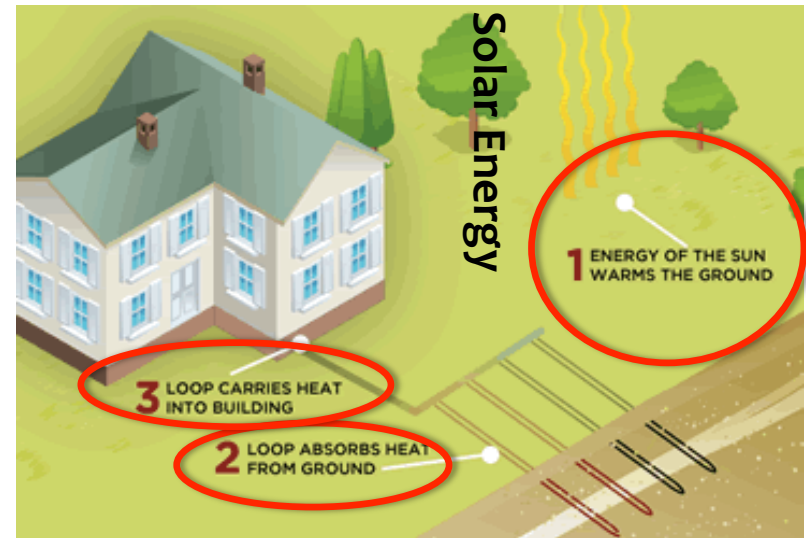 Solar Energy
1 ENERGY OF THE SUN
WARMS THE GROUND
3 LOOP CARRIES HEAT
INTO BUILDING
2 LOOP ABSORBS HEAT
FROM GROUND